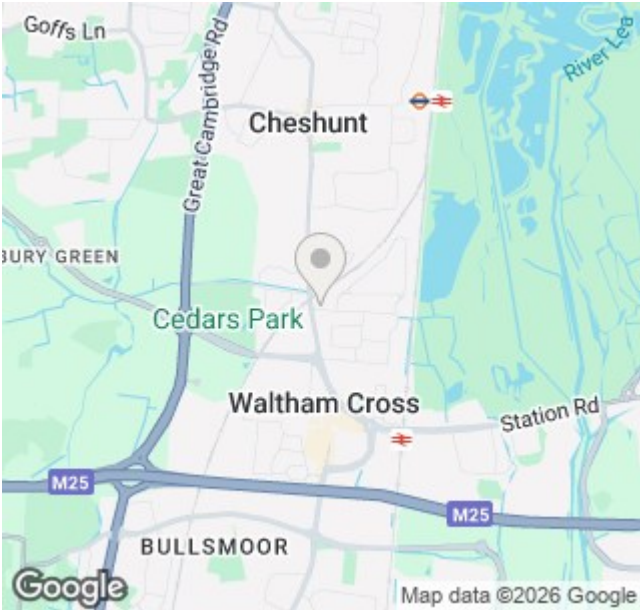 Goffs Ln
Great Cambridge Rd
River Lea
Cheshunt
BURY GREEN
Cedars Park
Waltham Cross
Station Rd
M25
M25
BULLSMOOR
Google
Map data ©2026 Google